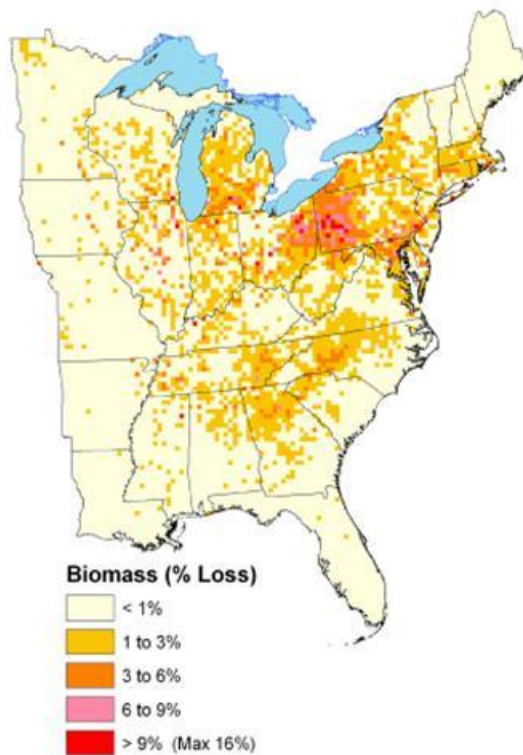 Biomass (% Loss)
< 1%
1 to 3%
3 to 6%
6 to 9%
> 9% (Max 16%)